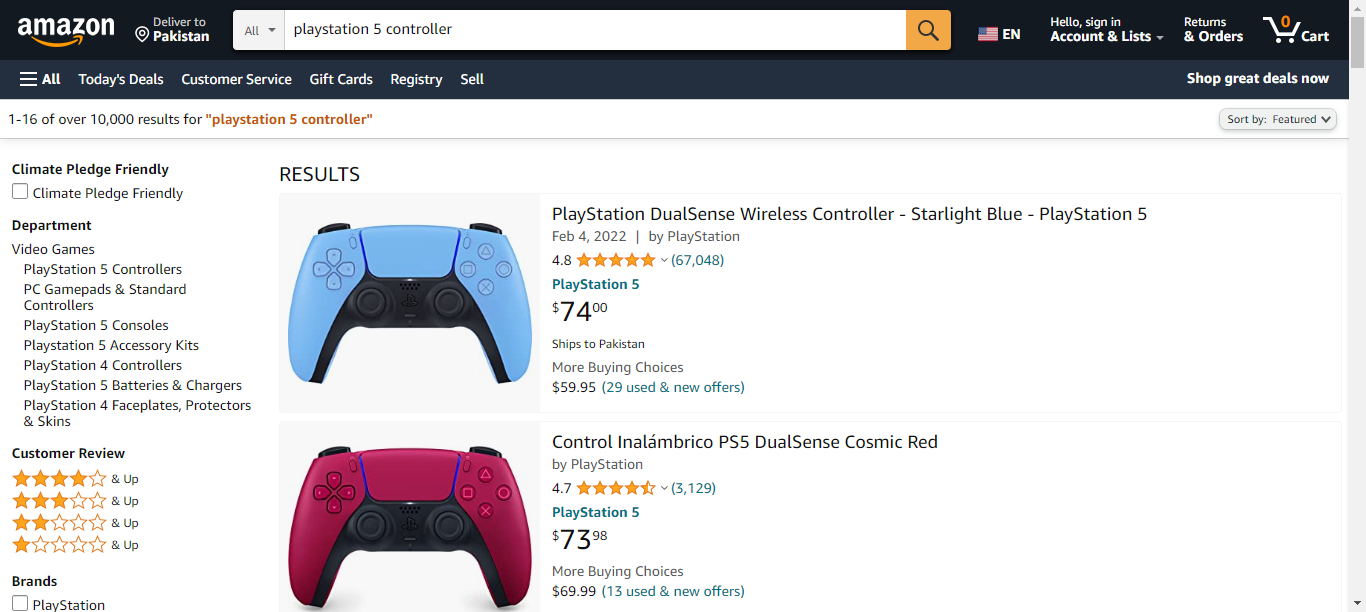 amazon
Deliver to
Pakistan
All
playstation 5 controller
EN
Hello, sign in
Account & Lists
Returns
& Orders
0
Cart
All
Today's Deals
Customer Service
Gift Cards
Registry
Sell
Shop great deals now
1-16 of over 10,000 results for "playstation 5 controller"
Sort by: Featured
Climate Pledge Friendly
Climate Pledge Friendly
Department
Video Games
PlayStation 5 Controllers
PC Gamepads & Standard
Controllers
PlayStation 5 Consoles
Playstation 5 Accessory Kits
PlayStation 4 Controllers
PlayStation 5 Batteries & Chargers
PlayStation 4 Faceplates, Protectors
& Skins
Customer Review
& Up
& Up
& Up
& Up
Brands
PlayStation
RESULTS
PlayStation DualSense Wireless Controller - Starlight Blue - PlayStation 5
Feb 4, 2022 | by PlayStation
4.8 (67,048)
PlayStation 5
$7400
Ships to Pakistan
More Buying Choices
$59.95 (29 used & new offers)
Control Inalámbrico PS5 DualSense Cosmic Red
by PlayStation
4.7 (3,129)
PlayStation 5
$7398
More Buying Choices
$69.99 (13 used & new offers)